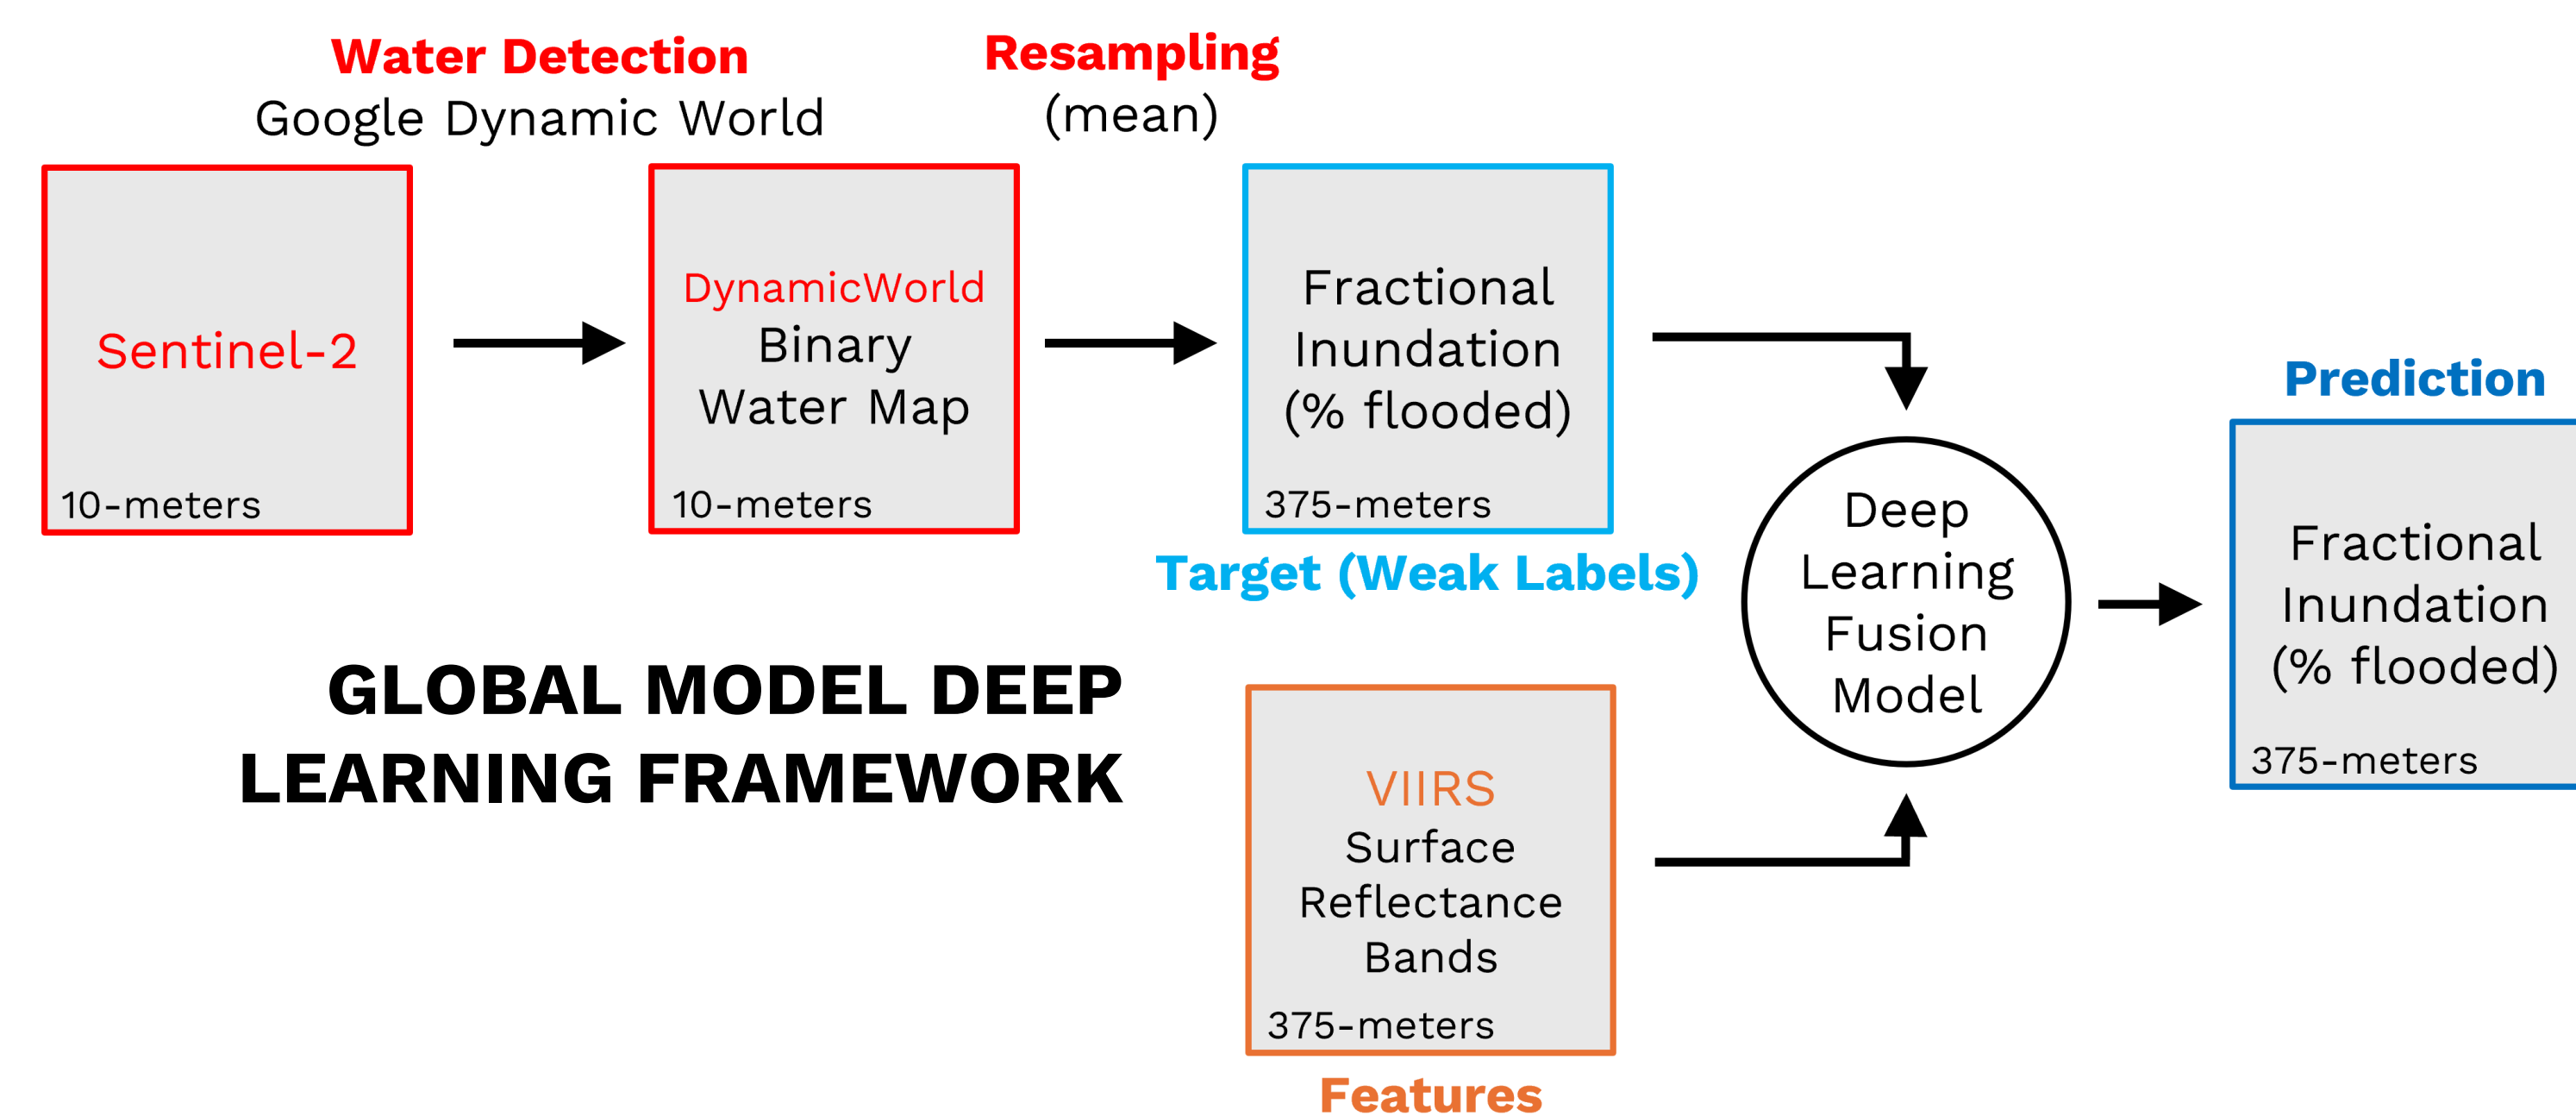 Water Detection
Google Dynamic World
Resampling
(mean)
Sentinel-2
10-meters
DynamicWorld
Binary
Water Map
10-meters
Fractional
Inundation
(% flooded)
375-meters
Target (Weak Labels)
GLOBAL MODEL DEEP
LEARNING FRAMEWORK
VIIRS
Surface
Reflectance
Bands
375-meters
Features
Deep
Learning
Fusion
Model
Prediction
Fractional
Inundation
(% flooded)
375-meters